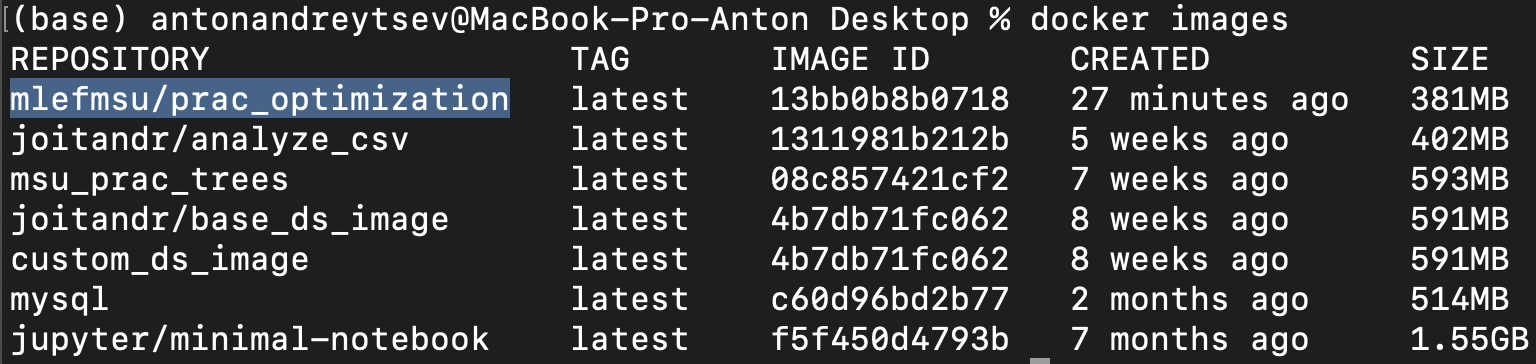 (base) antonandreytsev@MacBook-Pro-Anton Desktop % docker images
REPOSITORY TAG IMAGE ID CREATED SIZE
mlefmsu/prac_optimization latest 13bb0b8b0718 27 minutes ago 381MB
joitandr/analyze_csv latest 1311981b212b 5 weeks ago 402MB
msu_prac_trees latest 08c857421cf2 7 weeks ago 593MB
joitandr/base_ds_image latest 4b7db71fc062 8 weeks ago 591MB
custom_ds_image latest 4b7db71fc062 8 weeks ago 591MB
mysql latest c60d96bd2b77 2 months ago 514MB
jupyter/minimal-notebook latest f5f450d4793b 7 months ago 1.55GB